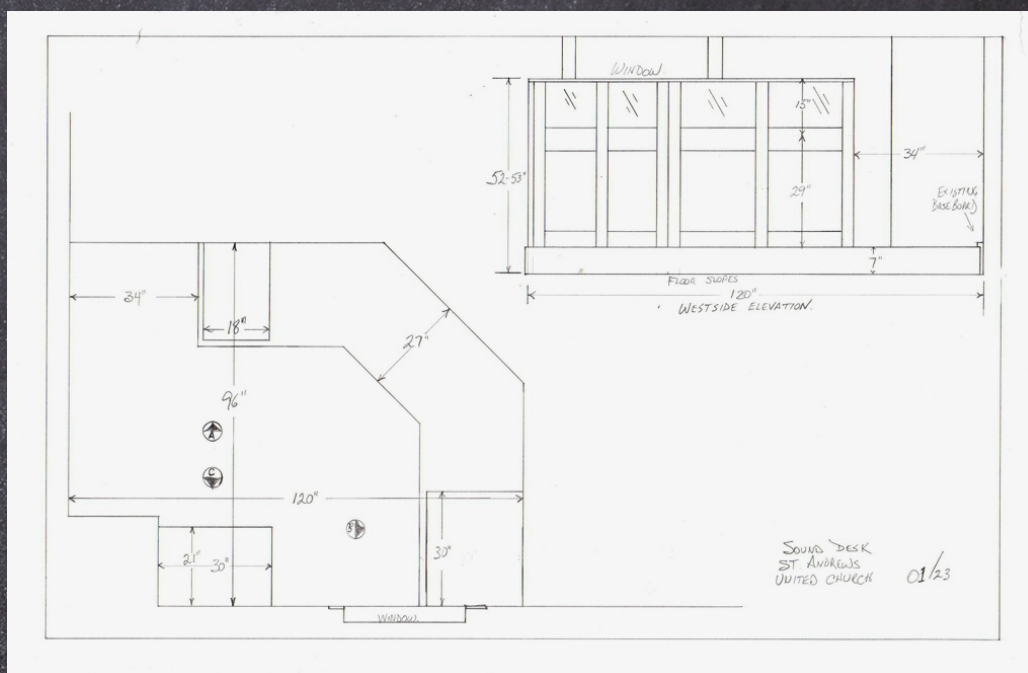 WINDOW.
15"
52-53"
34"
29"
EXISTING
BASEBOARD
7"
FLOOR SLOPES
120"
WESTSIDE ELEVATION.
34"
18"
27"
96"
A
C
120"
30"
21"
30"
WINDOW.
SOUND DESK
ST. ANDREWS
UNITED CHURCH
01/23